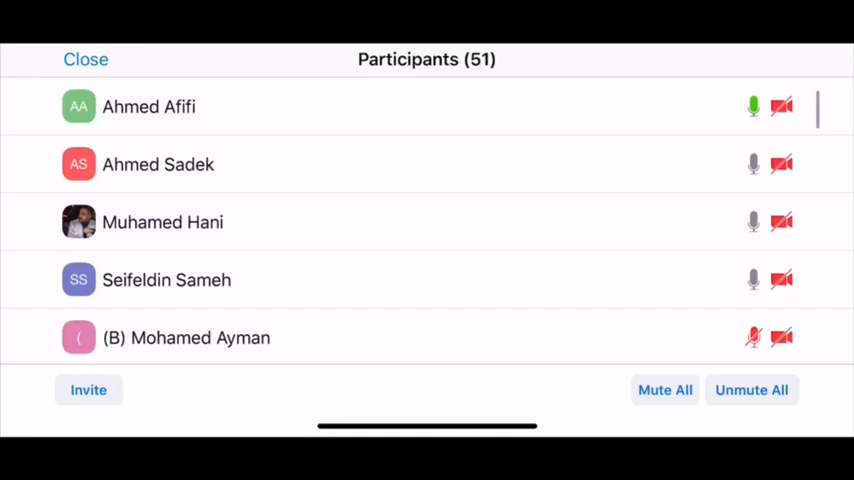 Close
Participants (51)
AA Ahmed Afifi
AS Ahmed Sadek
Muhamed Hani
SS Seifeldin Sameh
( (B) Mohamed Ayman
Invite
Mute All
Unmute All